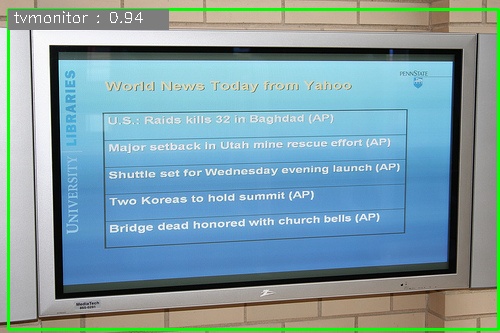 tvmonitor : 0.94
UNIVERSITY LIBRARIES
PENNSTATE
World News Today from Yahoo
U.S.: Raids kills 32 in Baghdad (AP)
Major setback in Utah mine rescue effort (AP)
Shuttle set for Wednesday evening launch (AP)
Two Koreas to hold summit (AP)
Bridge dead honored with church bells (AP)
MediaTech